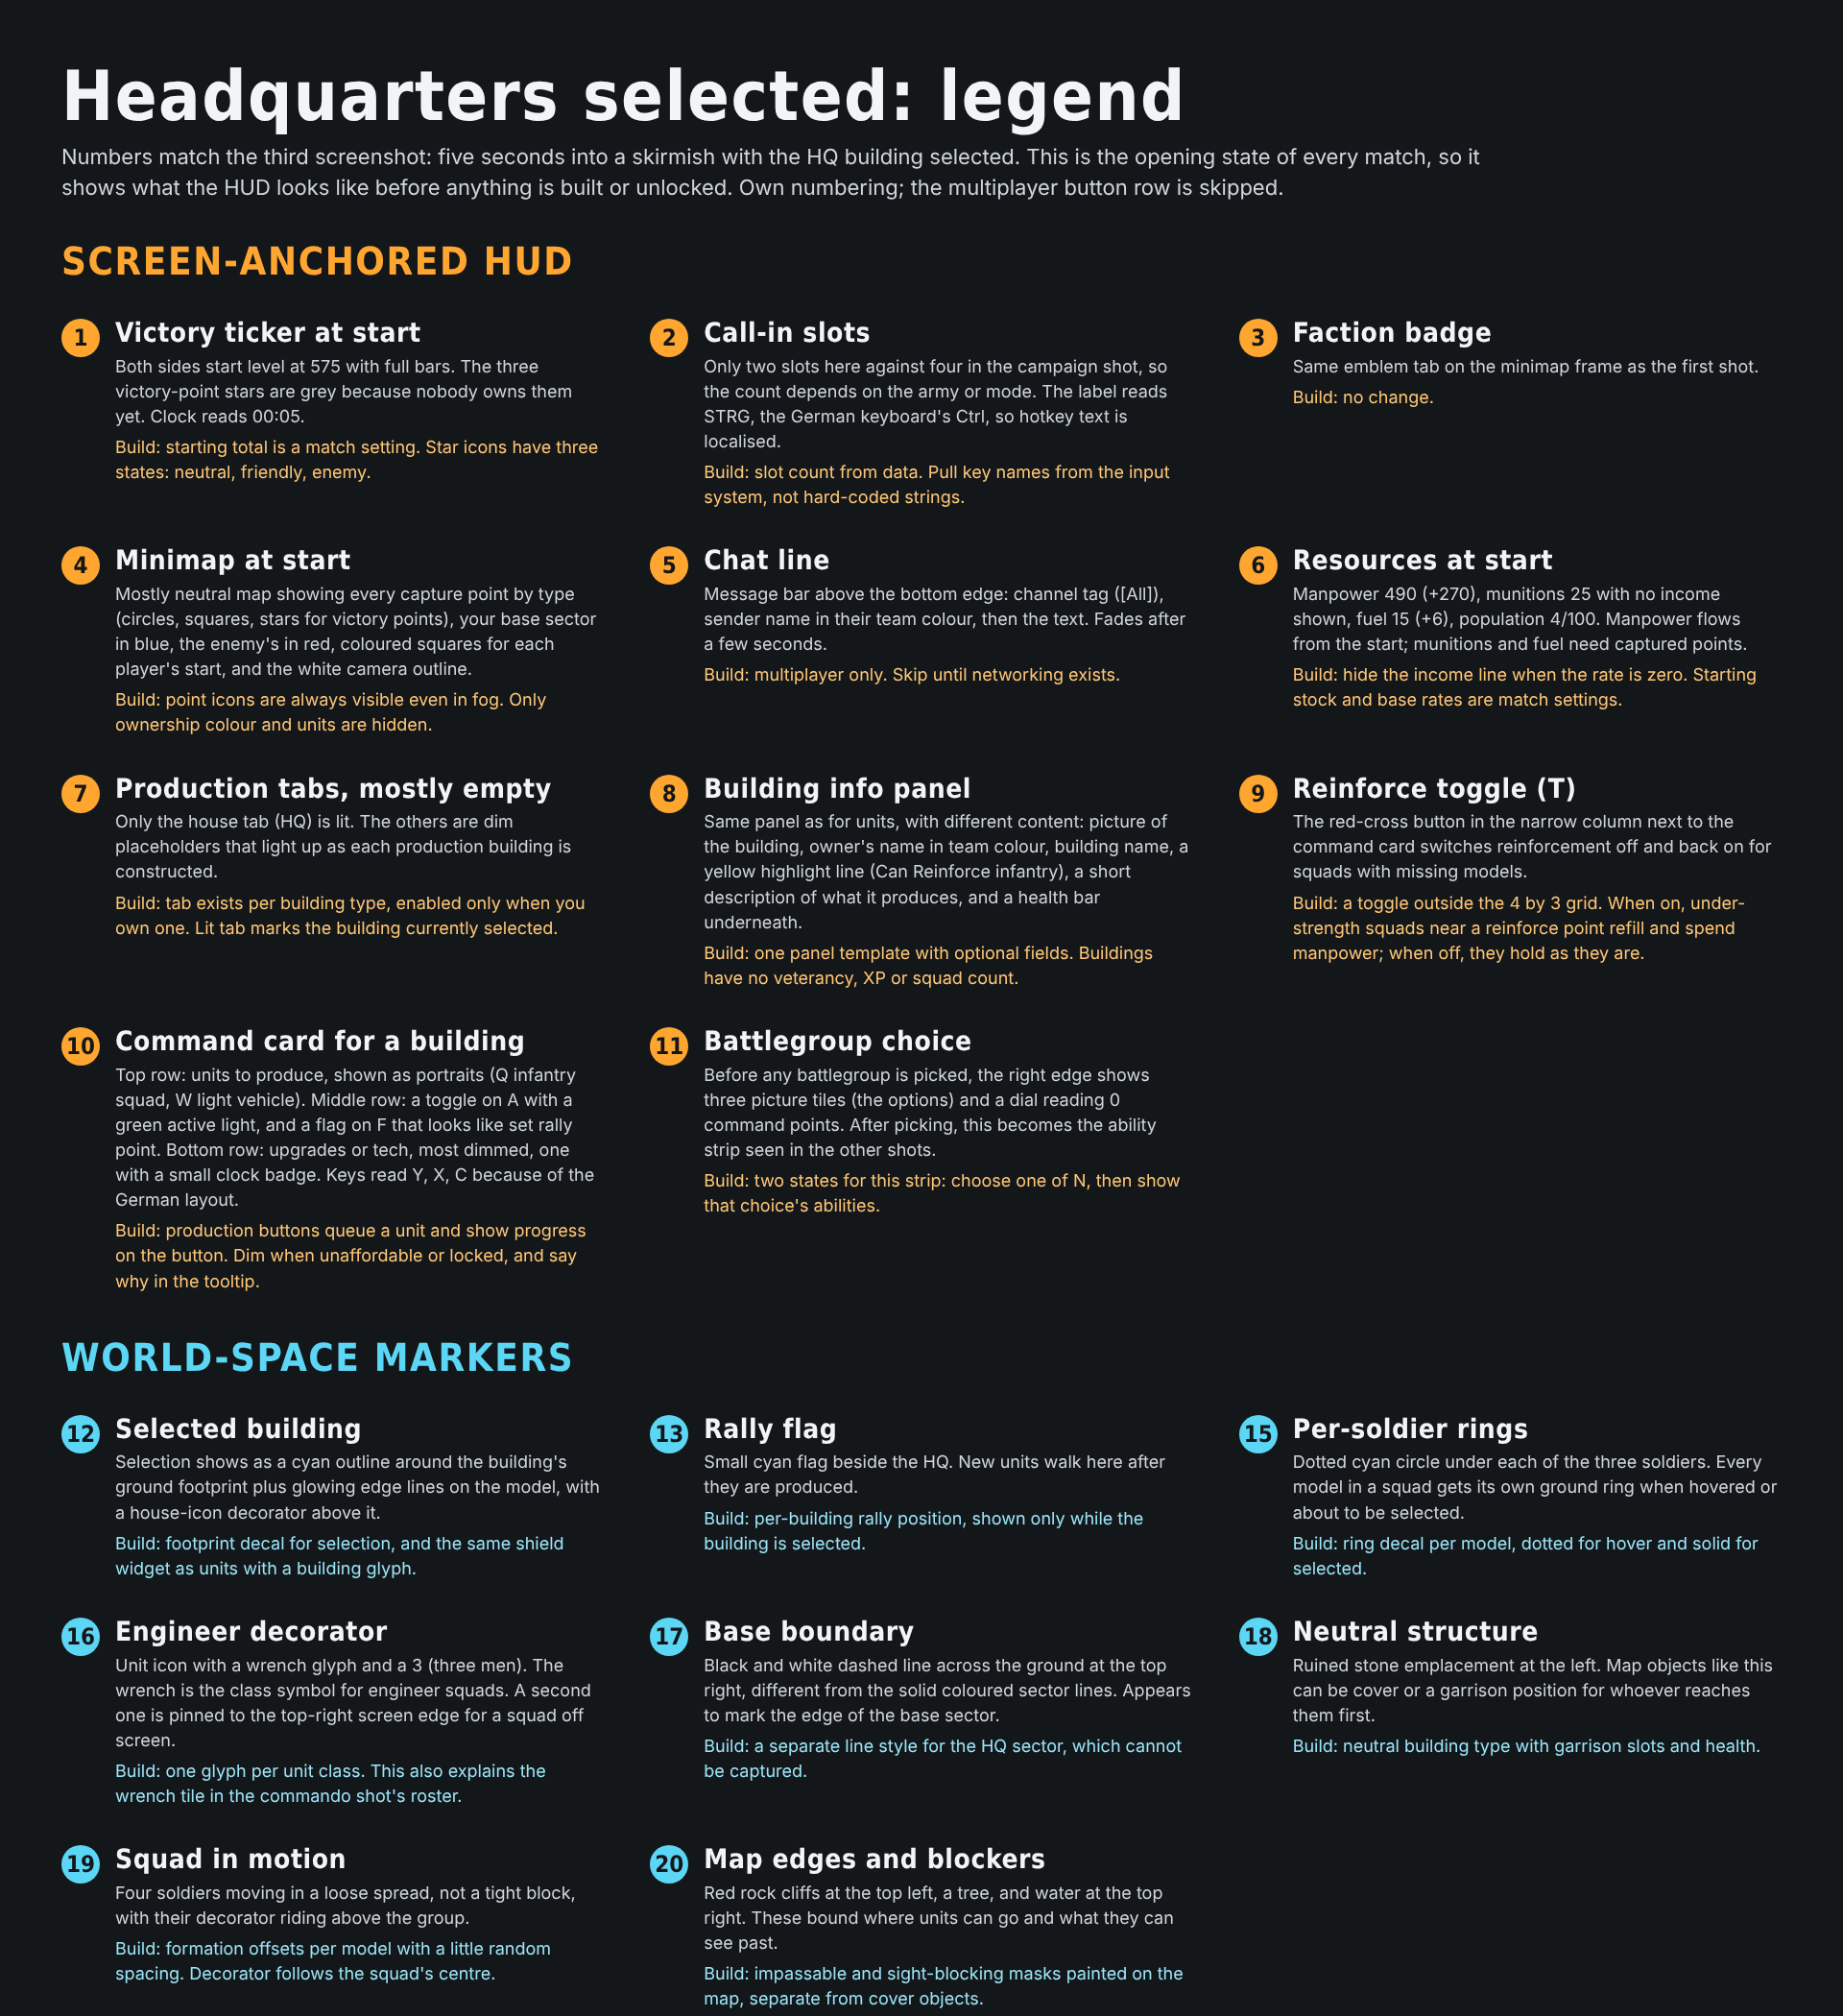 Headquarters selected: legend
Numbers match the third screenshot: five seconds into a skirmish with the HQ building selected. This is the opening state of every match, so it
shows what the HUD looks like before anything is built or unlocked. Own numbering; the multiplayer button row is skipped.
SCREEN-ANCHORED HUD
1
Victory ticker at start
Both sides start level at 575 with full bars. The three
victory-point stars are grey because nobody owns them
yet. Clock reads 00:05.
Build: starting total is a match setting. Star icons have three
states: neutral, friendly, enemy.
2
Call-in slots
Only two slots here against four in the campaign shot, so
the count depends on the army or mode. The label reads
STRG, the German keyboard's Ctrl, so hotkey text is
localised.
Build: slot count from data. Pull key names from the input
system, not hard-coded strings.
3
Faction badge
Same emblem tab on the minimap frame as the first shot.
Build: no change.
4
Minimap at start
Mostly neutral map showing every capture point by type
(circles, squares, stars for victory points), your base sector
in blue, the enemy's in red, coloured squares for each
player's start, and the white camera outline.
Build: point icons are always visible even in fog. Only
ownership colour and units are hidden.
5
Chat line
Message bar above the bottom edge: channel tag ([All]),
sender name in their team colour, then the text. Fades after
a few seconds.
Build: multiplayer only. Skip until networking exists.
6
Resources at start
Manpower 490 (+270), munitions 25 with no income
shown, fuel 15 (+6), population 4/100. Manpower flows
from the start; munitions and fuel need captured points.
Build: hide the income line when the rate is zero. Starting
stock and base rates are match settings.
7
Production tabs, mostly empty
Only the house tab (HQ) is lit. The others are dim
placeholders that light up as each production building is
constructed.
Build: tab exists per building type, enabled only when you
own one. Lit tab marks the building currently selected.
8
Building info panel
Same panel as for units, with different content: picture of
the building, owner's name in team colour, building name, a
yellow highlight line (Can Reinforce infantry), a short
description of what it produces, and a health bar
underneath.
Build: one panel template with optional fields. Buildings
have no veterancy, XP or squad count.
9
Reinforce toggle (T)
The red-cross button in the narrow column next to the
command card switches reinforcement off and back on for
squads with missing models.
Build: a toggle outside the 4 by 3 grid. When on, under-
strength squads near a reinforce point refill and spend
manpower; when off, they hold as they are.
10
Command card for a building
Top row: units to produce, shown as portraits (Q infantry
squad, W light vehicle). Middle row: a toggle on A with a
green active light, and a flag on F that looks like set rally
point. Bottom row: upgrades or tech, most dimmed, one
with a small clock badge. Keys read Y, X, C because of the
German layout.
Build: production buttons queue a unit and show progress
on the button. Dim when unaffordable or locked, and say
why in the tooltip.
11
Battlegroup choice
Before any battlegroup is picked, the right edge shows
three picture tiles (the options) and a dial reading 0
command points. After picking, this becomes the ability
strip seen in the other shots.
Build: two states for this strip: choose one of N, then show
that choice's abilities.
WORLD-SPACE MARKERS
12
Selected building
Selection shows as a cyan outline around the building's
ground footprint plus glowing edge lines on the model, with
a house-icon decorator above it.
Build: footprint decal for selection, and the same shield
widget as units with a building glyph.
13
Rally flag
Small cyan flag beside the HQ. New units walk here after
they are produced.
Build: per-building rally position, shown only while the
building is selected.
15
Per-soldier rings
Dotted cyan circle under each of the three soldiers. Every
model in a squad gets its own ground ring when hovered or
about to be selected.
Build: ring decal per model, dotted for hover and solid for
selected.
16
Engineer decorator
Unit icon with a wrench glyph and a 3 (three men). The
wrench is the class symbol for engineer squads. A second
one is pinned to the top-right screen edge for a squad off
screen.
Build: one glyph per unit class. This also explains the
wrench tile in the commando shot's roster.
17
Base boundary
Black and white dashed line across the ground at the top
right, different from the solid coloured sector lines. Appears
to mark the edge of the base sector.
Build: a separate line style for the HQ sector, which cannot
be captured.
18
Neutral structure
Ruined stone emplacement at the left. Map objects like this
can be cover or a garrison position for whoever reaches
them first.
Build: neutral building type with garrison slots and health.
19
Squad in motion
Four soldiers moving in a loose spread, not a tight block,
with their decorator riding above the group.
Build: formation offsets per model with a little random
spacing. Decorator follows the squad's centre.
20
Map edges and blockers
Red rock cliffs at the top left, a tree, and water at the top
right. These bound where units can go and what they can
see past.
Build: impassable and sight-blocking masks painted on the
map, separate from cover objects.